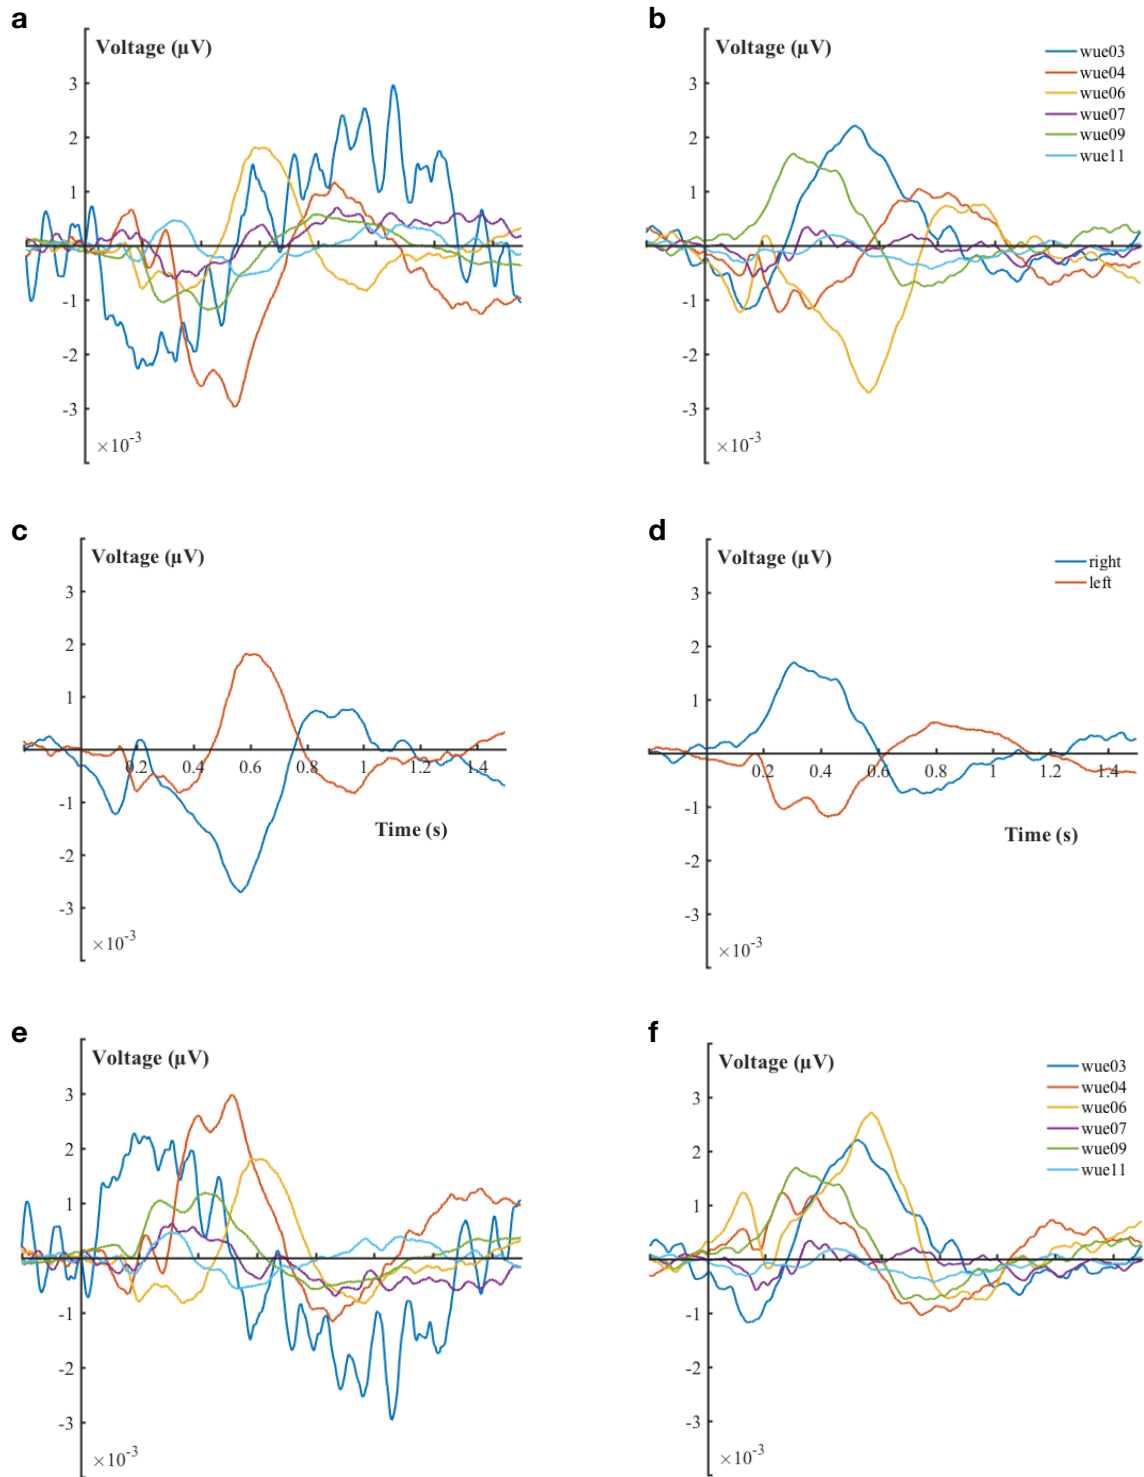 a
Voltage (µV)
3
2
1
-1
-2
-3
×10-3
b
Voltage (µV)
3
2
1
-1
-2
-3
×10-3
wue03
wue04
wue06
wue07
wue09
wue11
c
Voltage (µV)
3
2
1
-1
-2
-3
0.2 0.4 0.6 0.8 1 1.2 1.4
Time (s)
×10-3
d
Voltage (µV)
3
2
1
-1
-2
-3
right
left
0.2 0.4 0.6 0.8 1 1.2 1.4
Time (s)
×10-3
e
Voltage (µV)
3
2
1
-1
-2
-3
×10-3
f
Voltage (µV)
3
2
1
-1
-2
-3
×10-3
wue03
wue04
wue06
wue07
wue09
wue11